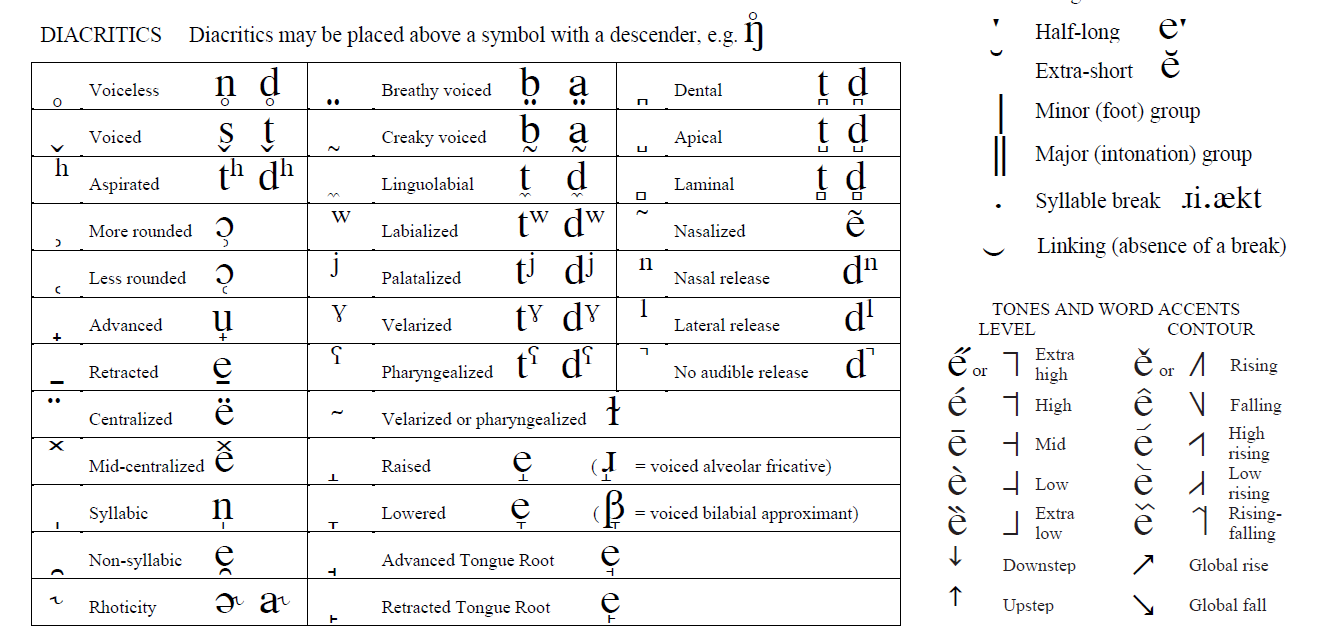 DIACRITICS Diacritics may be placed above a symbol with a descender, e.g. ŋ̊
̥ Voiceless n̥ d̥ ̤ Breathy voiced b̤ a̤ ̪ Dental t̪ d̪
̬ Voiced s̬ t̬ ̰ Creaky voiced b̰ a̰ ̺ Apical t̺ d̺
ʰ Aspirated tʰ dʰ ̼ Linguolabial t̼ d̼ ̻ Laminal t̻ d̻
̹ More rounded ɔ̹ ʷ Labialized tʷ dʷ ̃ Nasalized ẽ
̜ Less rounded ɔ̜ ʲ Palatalized tʲ dʲ ⁿ Nasal release dⁿ
̟ Advanced u̟ ˠ Velarized tˠ dˠ ˡ Lateral release dˡ
̠ Retracted e̠ ˤ Pharyngealized tˤ dˤ ̚ No audible release d̚
̈ Centralized ë ̴ Velarized or pharyngealized ɫ
̽ Mid-centralized e̽ ̝ Raised e̝ (ɹ̝ = voiced alveolar fricative)
̩ Syllabic n̩ ̞ Lowered e̞ (β̞ = voiced bilabial approximant)
̯ Non-syllabic e̯ ̘ Advanced Tongue Root e̘
˞ Rhoticity ɚ a˞ ̙ Retracted Tongue Root e̙
ˑ Half-long eˑ
̆ Extra-short ĕ
| Minor (foot) group
‖ Major (intonation) group
. Syllable break ɹi.ækt
‿ Linking (absence of a break)
TONES AND WORD ACCENTS
LEVEL CONTOUR
e̋ or ˥ Extra high ě or ˩˥ Rising
é ˦ High ê ˥˩ Falling
ē ˧ Mid e᷄ ˦˥ High rising
è ˨ Low e᷅ ˩˨ Low rising
ȅ ˩ Extra low e᷈ ˧˦˧ Rising-falling
↓ Downstep ↗ Global rise
↑ Upstep ↘ Global fall